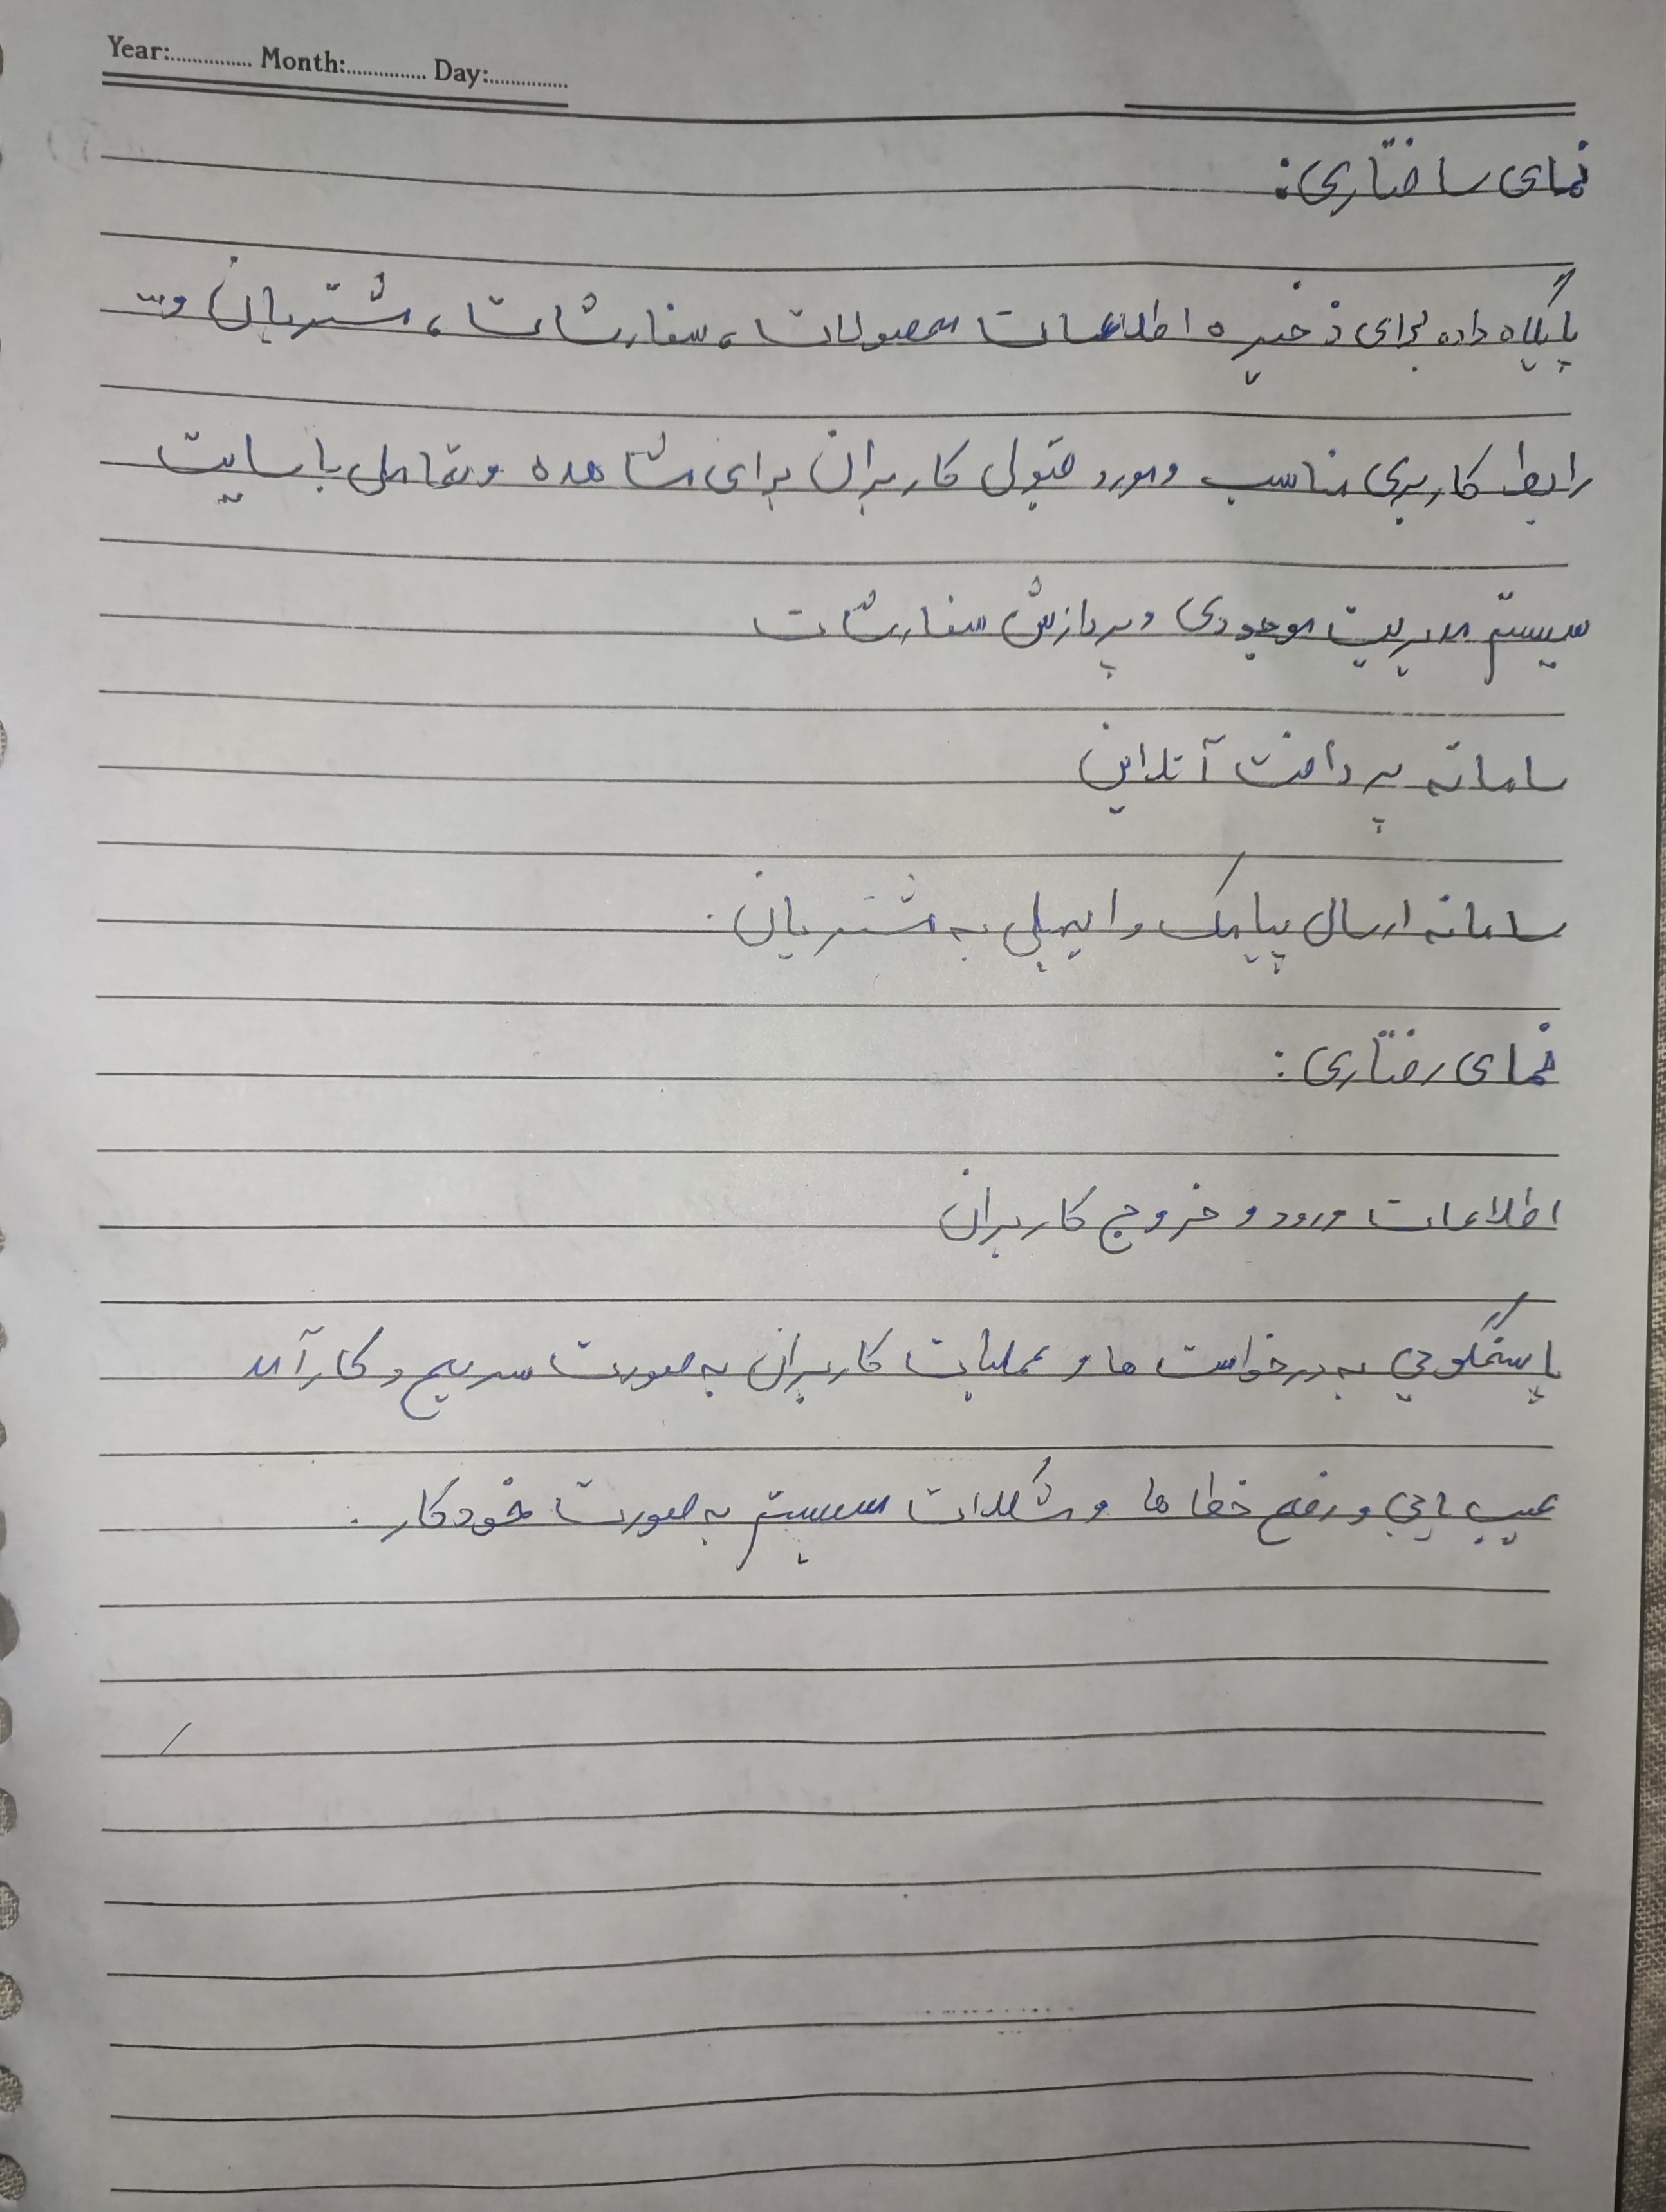 Year:............... Month:............... Day:...............
نمای ساختاری:
پایگاه داده برای ذخیره اطلاعات محصولات، سفارشات، مشتریان و...
رابط کاربری مناسب و مورد قبول کاربران برای مشاهده و تعامل با سایت
سیستم مدیریت موجودی و پردازش سفارشات
سامانه پرداخت آنلاین
سامانه ارسال پیامک و ایمیل به مشتریان.
نمای رفتاری:
اطلاعات ورود و خروج کاربران
پاسخگویی به درخواست ها و عملیات کاربران به صورت سریع و کارآمد
عیب یابی و رفع خطا ها و مشکلات سیستم به صورت خودکار.